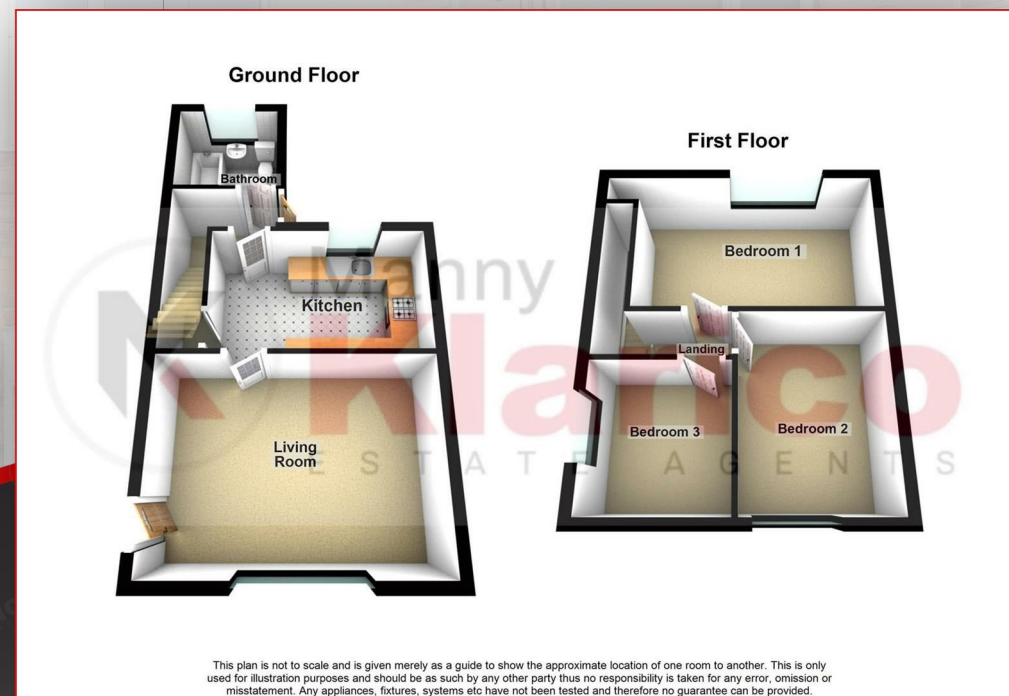 Ground Floor
First Floor
Bathroom
Kitchen
Living
Room
Bedroom 1
Landing
Bedroom 3
Bedroom 2
Manny
Klarico
ESTATE AGENTS
This plan is not to scale and is given merely as a guide to show the approximate location of one room to another. This is only
used for illustration purposes and should be as such by any other party thus no responsibility is taken for any error, omission or
misstatement. Any appliances, fixtures, systems etc have not been tested and therefore no guarantee can be provided.